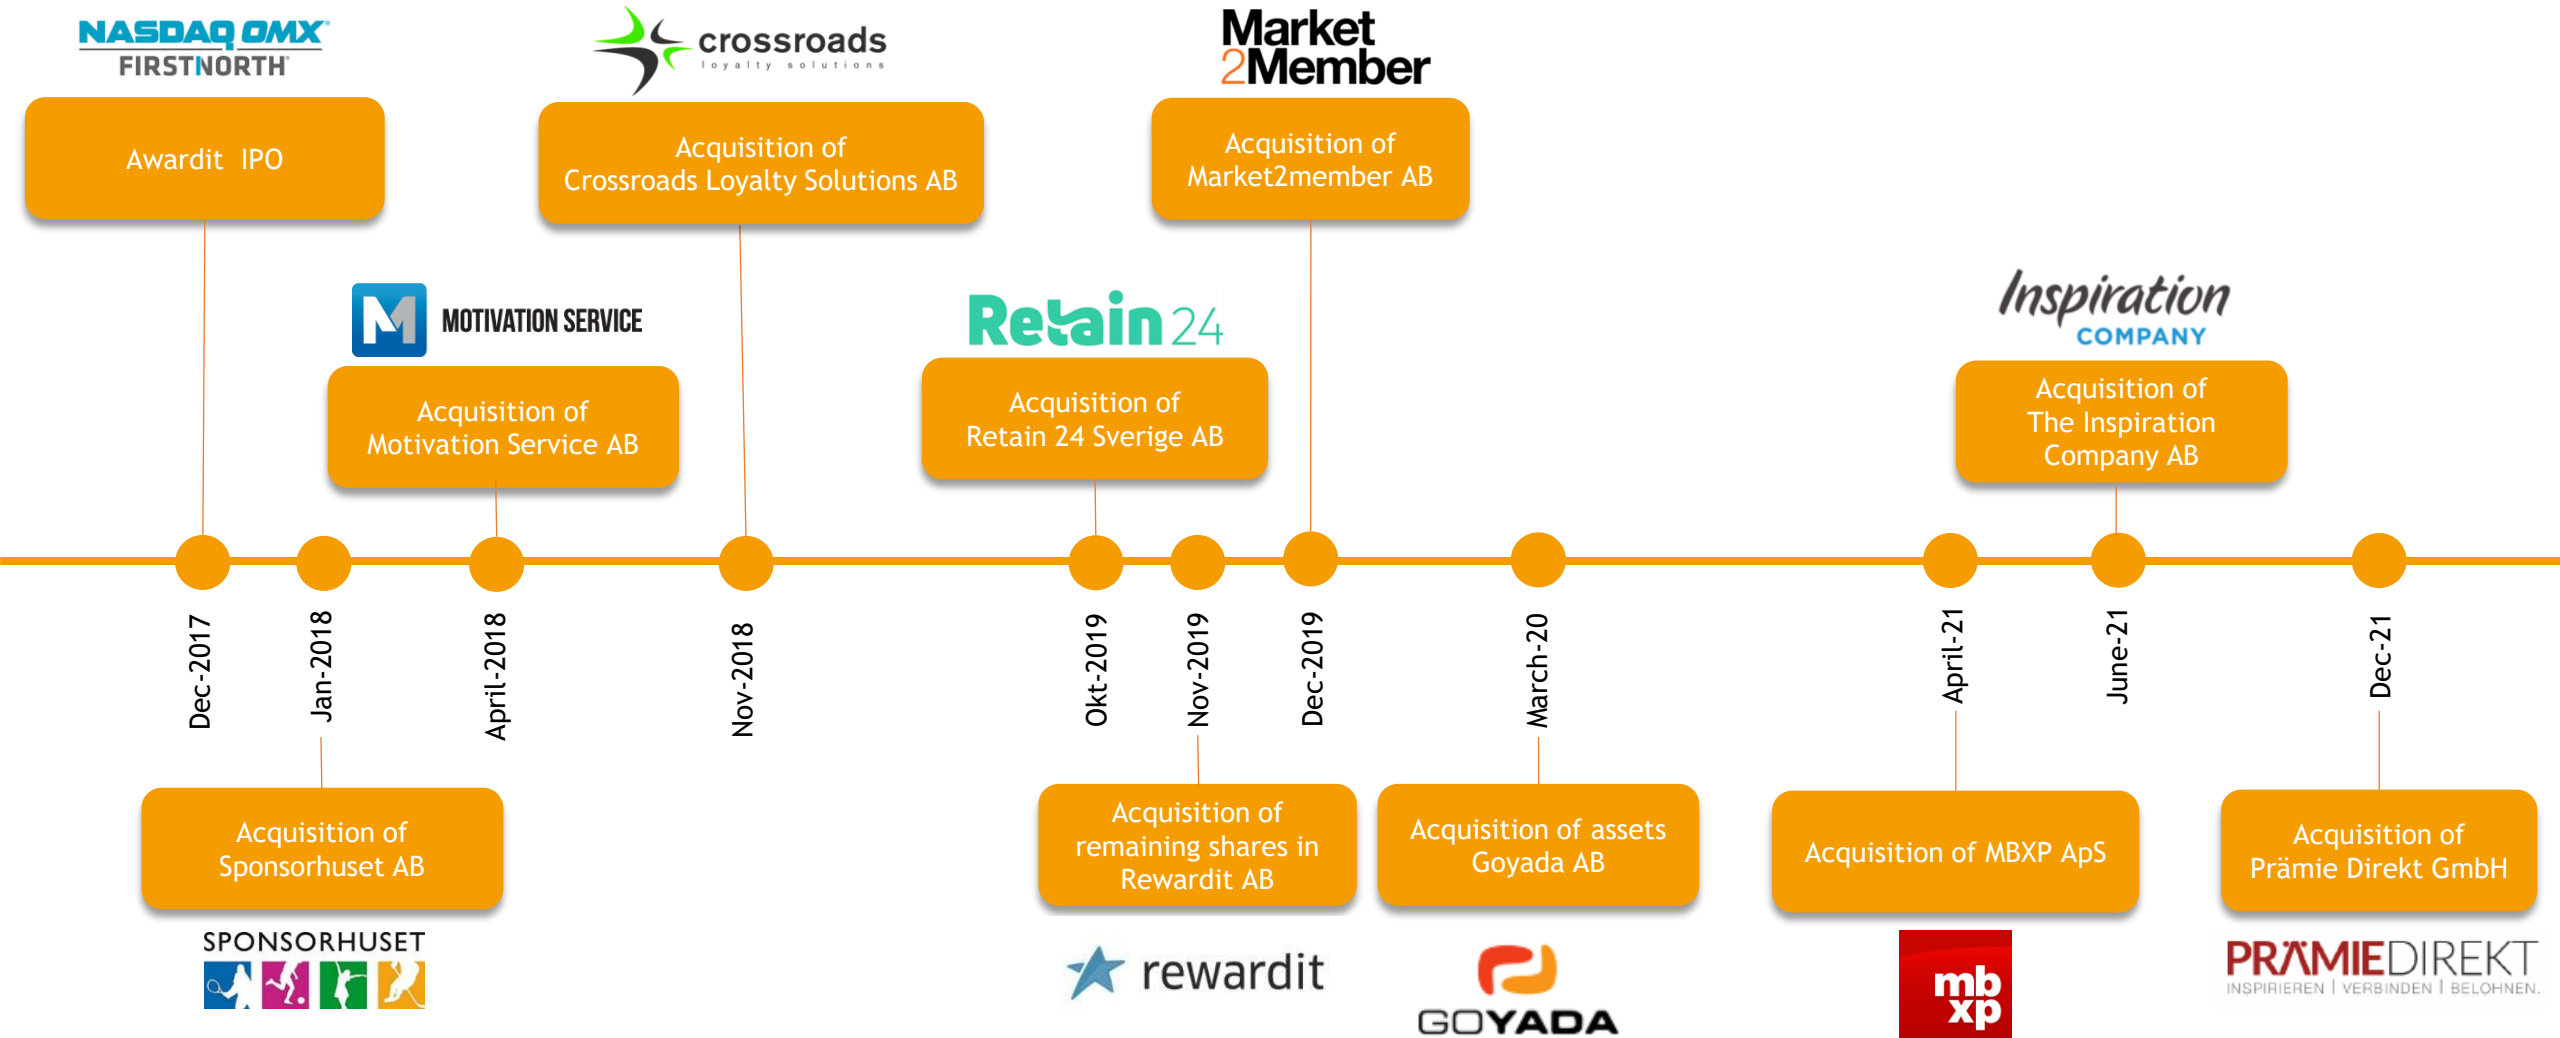 NASDAQ OMX
FIRSTNORTH
Awardit IPO
crossroads
loyalty solutions
Acquisition of
Crossroads Loyalty Solutions AB
Market
2Member
Acquisition of
Market2member AB
M MOTIVATION SERVICE
Acquisition of
Motivation Service AB
Retain 24
Acquisition of
Retain 24 Sverige AB
Inspiration
COMPANY
Acquisition of
The Inspiration
Company AB
Dec-2017
Jan-2018
April-2018
Nov-2018
Okt-2019
Nov-2019
Dec-2019
March-20
April-21
June-21
Dec-21
Acquisition of
Sponsorhuset AB
SPONSORHUSET
Acquisition of
remaining shares in
Rewardit AB
rewardit
Acquisition of assets
Goyada AB
GOYADA
Acquisition of MBXP ApS
mb
xp
Acquisition of
Prämie Direkt GmbH
PRÄMIEDIREKT
INSPIRIEREN | VERBINDEN | BELOHNEN.